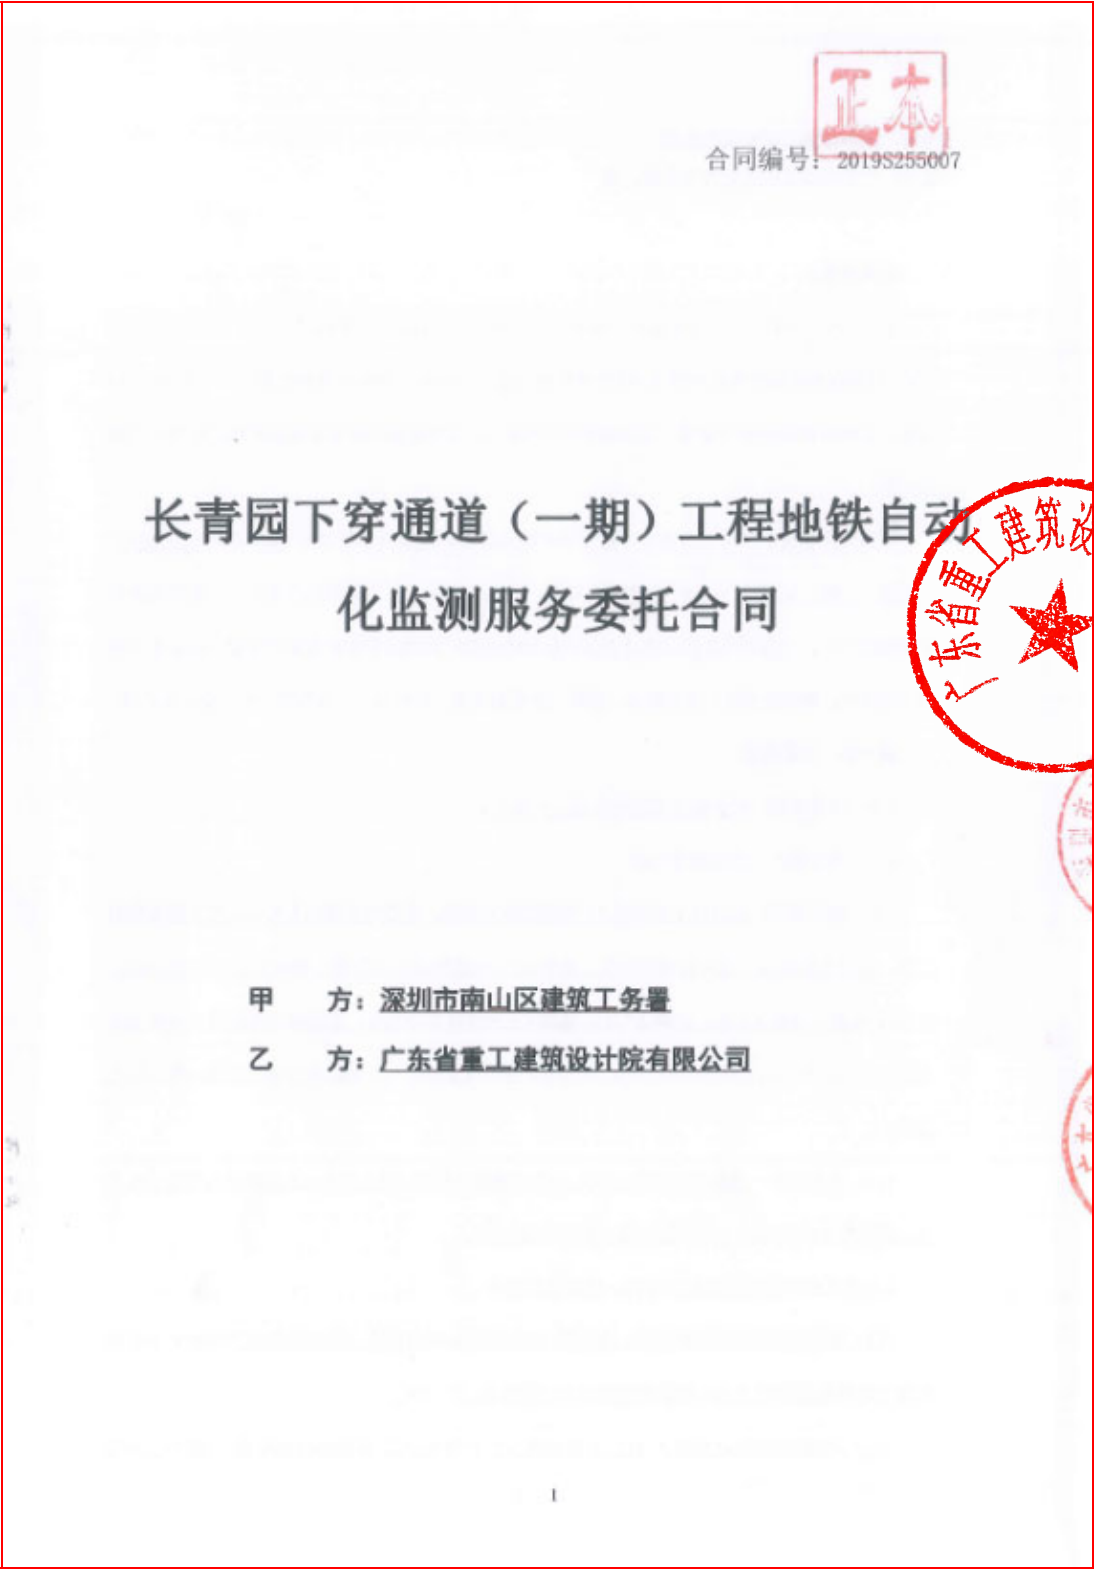 正本
合同编号：2019S255007
长青园下穿通道（一期）工程地铁自动
化监测服务委托合同
广东省重工建筑设
甲　　方：深圳市南山区建筑工务署
乙　　方：广东省重工建筑设计院有限公司
1